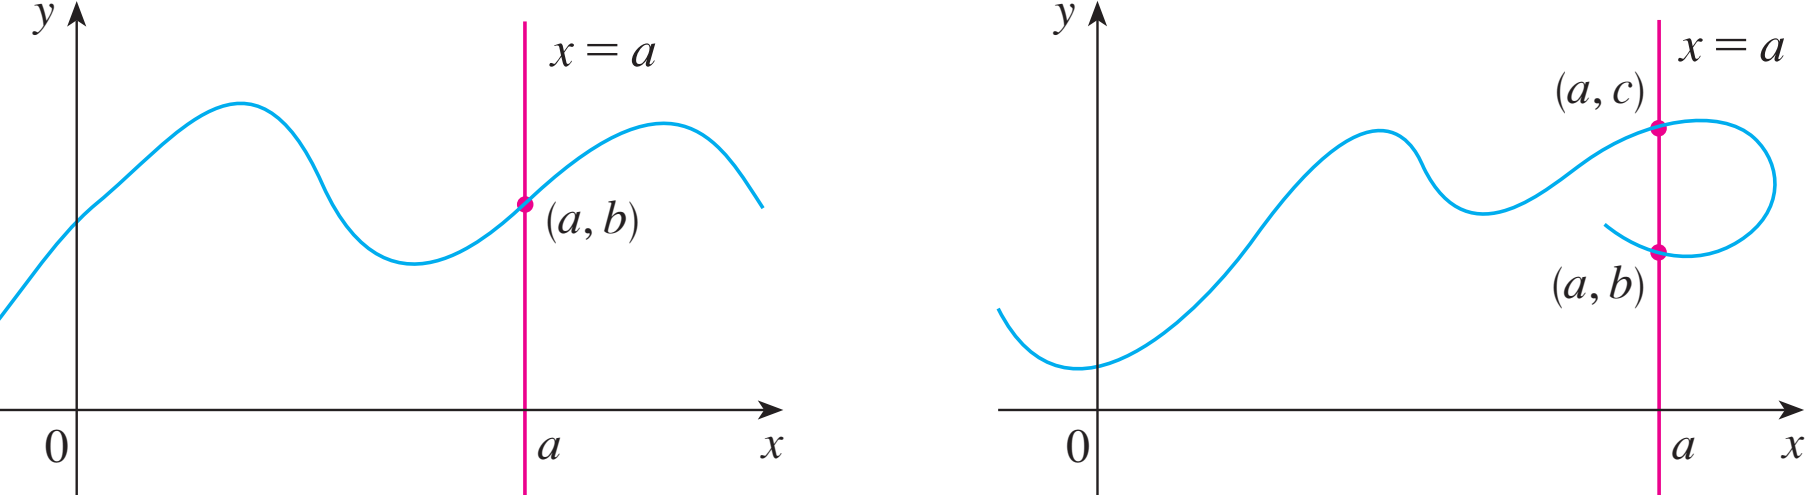 y
x = a
(a, b)
0
a
x
y
x = a
(a, c)
(a, b)
0
a
x